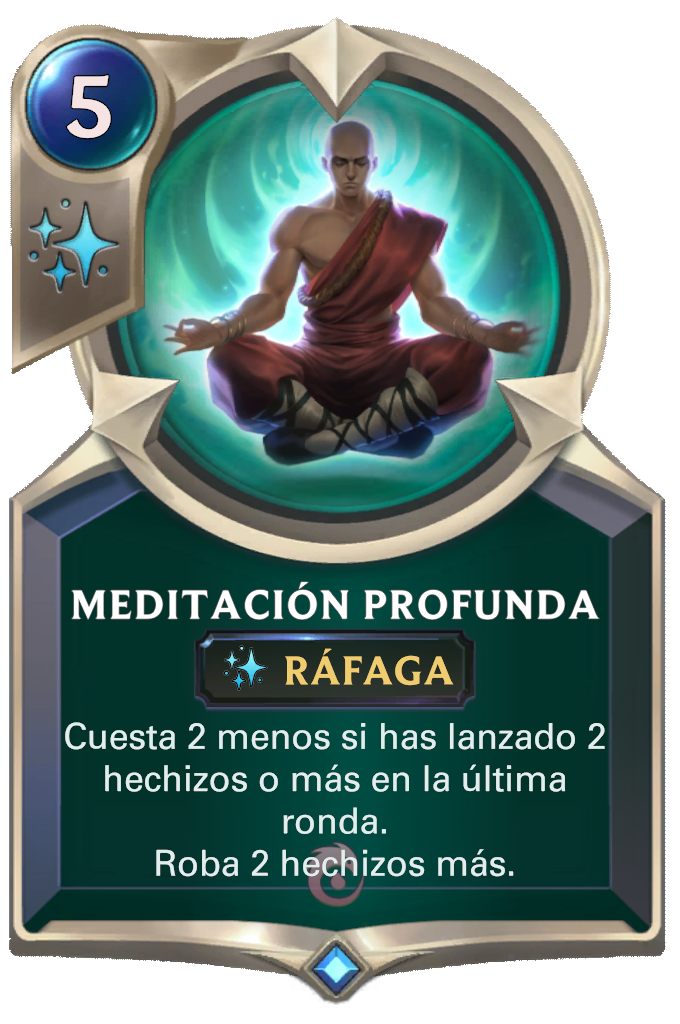 5
MEDITACIÓN PROFUNDA
RÁFAGA
Cuesta 2 menos si has lanzado 2
hechizos o más en la última
ronda.
Roba 2 hechizos más.